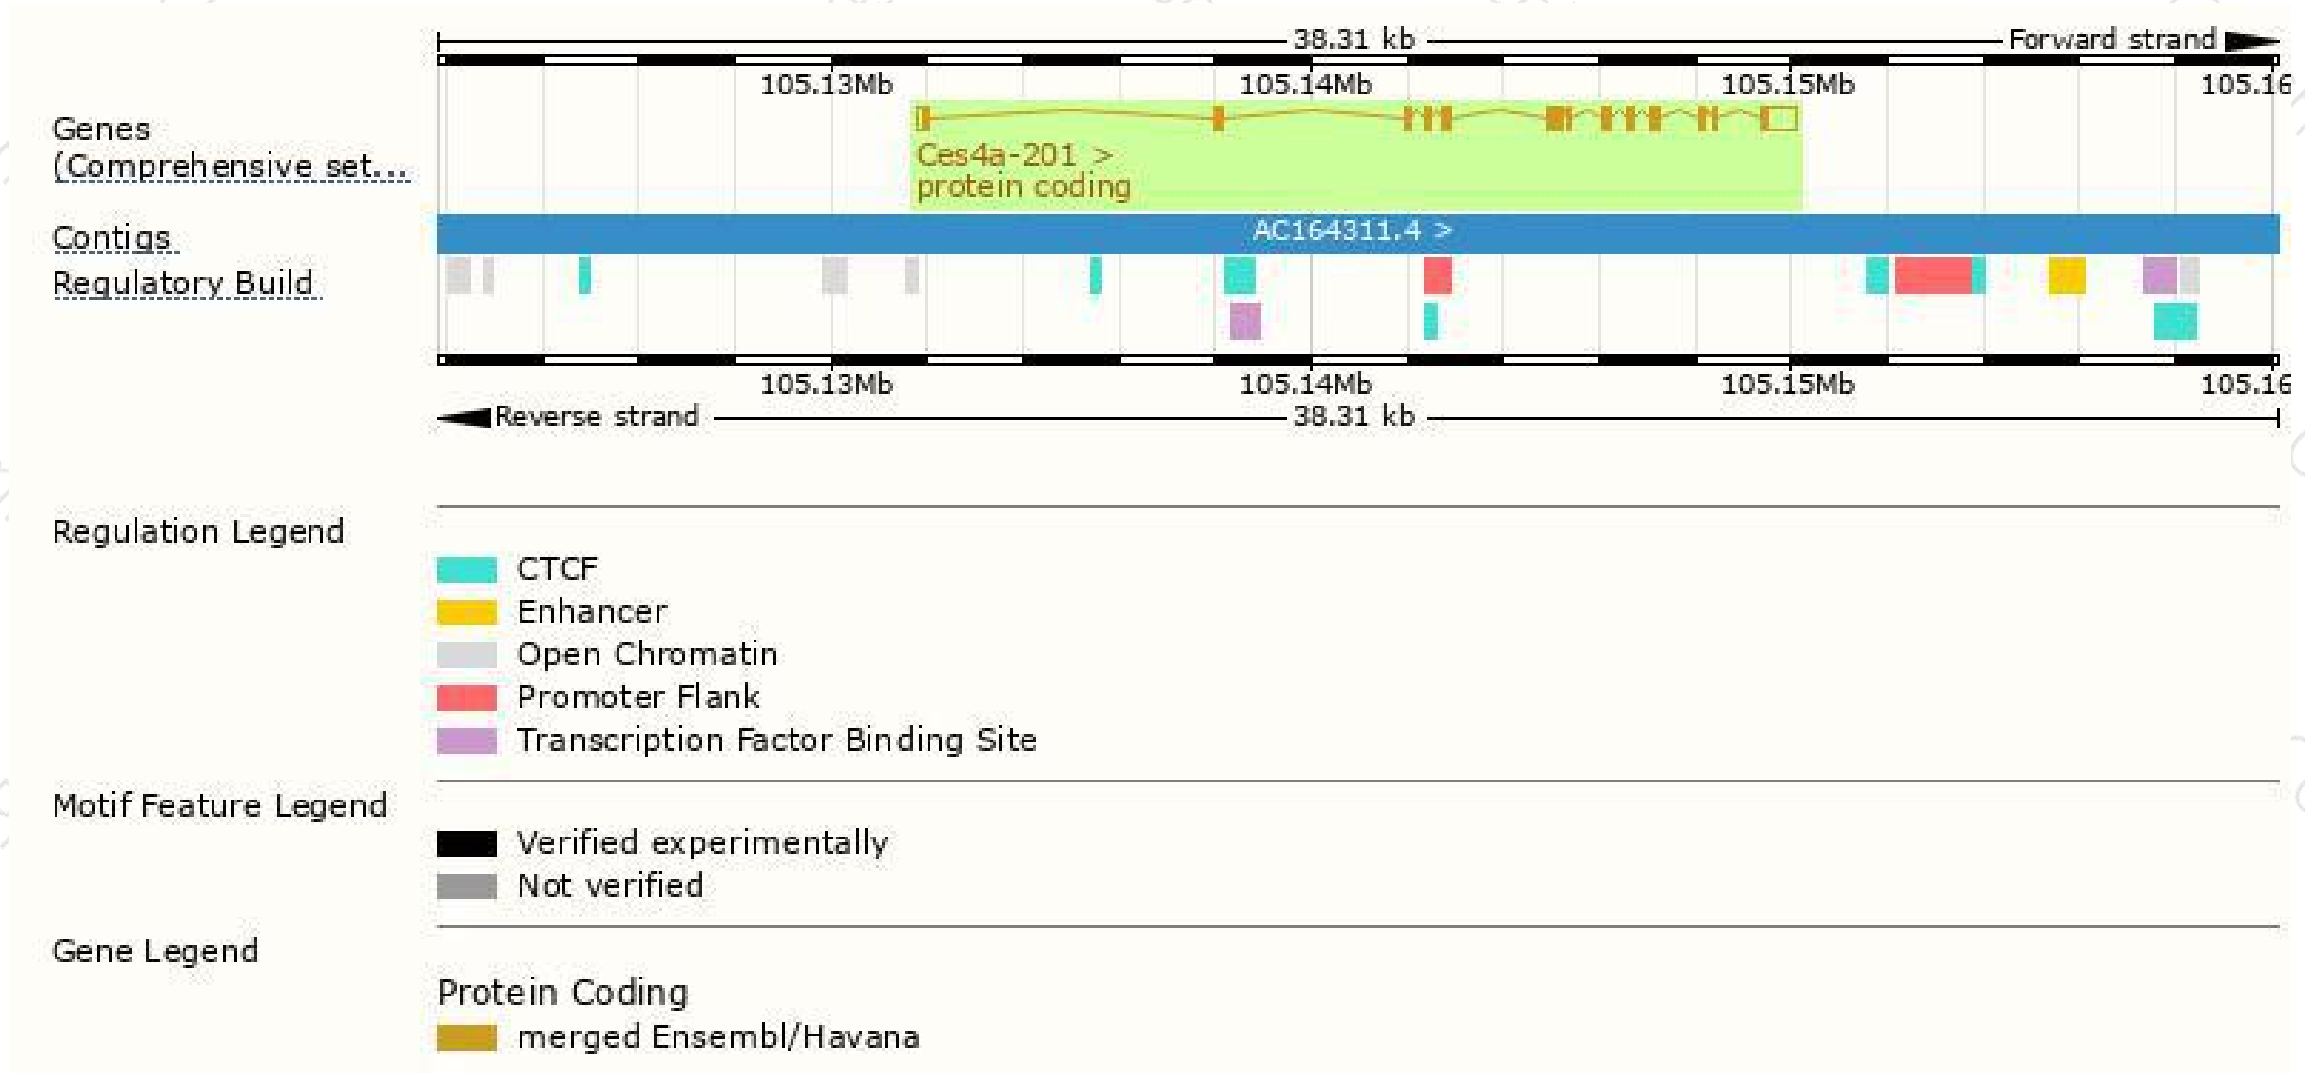 38.31 kb
Forward strand
105.13Mb 105.14Mb 105.15Mb 105.16
Genes
(Comprehensive set...
Ces4a-201 >
protein coding
Contigs
AC164311.4 >
Regulatory Build
105.13Mb 105.14Mb 105.15Mb 105.16
Reverse strand
38.31 kb
Regulation Legend
CTCF
Enhancer
Open Chromatin
Promoter Flank
Transcription Factor Binding Site
Motif Feature Legend
Verified experimentally
Not verified
Gene Legend
Protein Coding
merged Ensembl/Havana